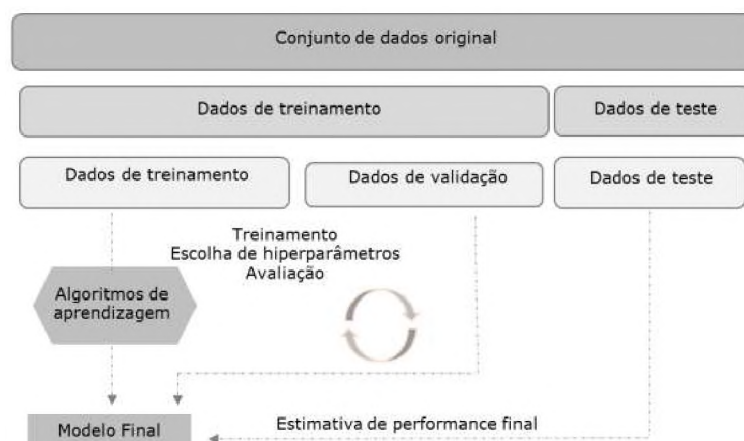 Conjunto de dados original
Dados de treinamento
Dados de teste
Dados de treinamento
Dados de validação
Dados de teste
Treinamento
Escolha de hiperparâmetros
Avaliação
Algoritmos de
aprendizagem
Modelo Final
Estimativa de performance final